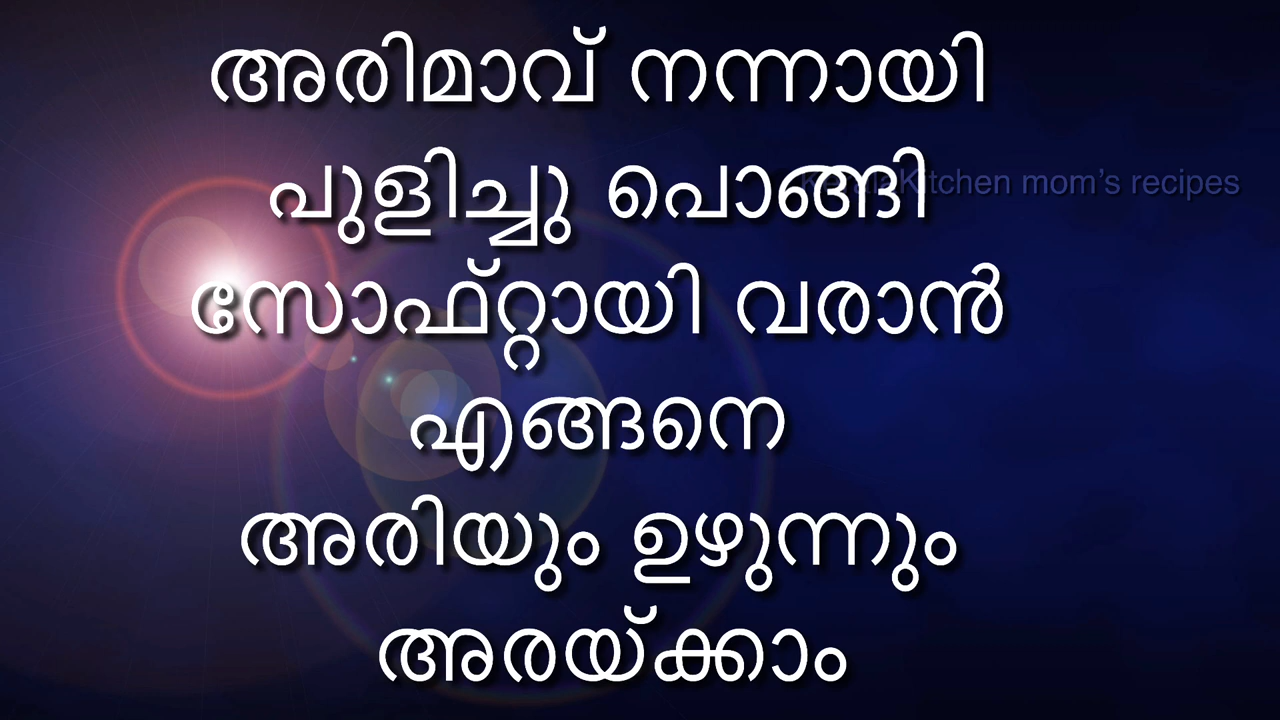 അരിമാവ് നന്നായി
പുളിച്ചു പൊങ്ങി
Kitchen mom's recipes
സോഫ്റ്റായി വരാൻ
എങ്ങനെ
അരിയും ഉഴുന്നും
അരയ്ക്കാം